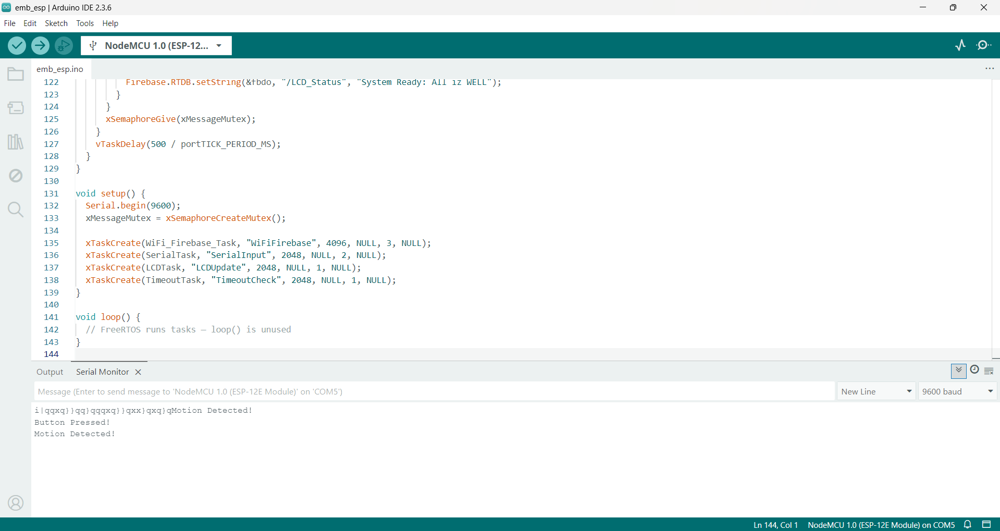 emb_esp | Arduino IDE 2.3.6
File Edit Sketch Tools Help
NodeMCU 1.0 (ESP-12...
emb_esp.ino
122 Firebase.RTDB.setString(&fbdo, "/LCD_Status", "System Ready: All iz WELL");
123 }
124 }
125 xSemaphoreGive(xMessageMutex);
126 }
127 vTaskDelay(500 / portTICK_PERIOD_MS);
128 }
129 }
130
131 void setup() {
132 Serial.begin(9600);
133 xMessageMutex = xSemaphoreCreateMutex();
134
135 xTaskCreate(WiFi_Firebase_Task, "WiFiFirebase", 4096, NULL, 3, NULL);
136 xTaskCreate(SerialTask, "SerialInput", 2048, NULL, 2, NULL);
137 xTaskCreate(LCDTask, "LCDUpdate", 2048, NULL, 1, NULL);
138 xTaskCreate(TimeoutTask, "TimeoutCheck", 2048, NULL, 1, NULL);
139 }
140
141 void loop() {
142 // FreeRTOS runs tasks — loop() is unused
143 }
144
Output Serial Monitor
Message (Enter to send message to 'NodeMCU 1.0 (ESP-12E Module)' on 'COM5')
New Line 9600 baud
i|qqxq}}qq}qqqxq}}qxx}qxq}qMotion Detected!
Button Pressed!
Motion Detected!
Ln 144, Col 1 NodeMCU 1.0 (ESP-12E Module) on COM5